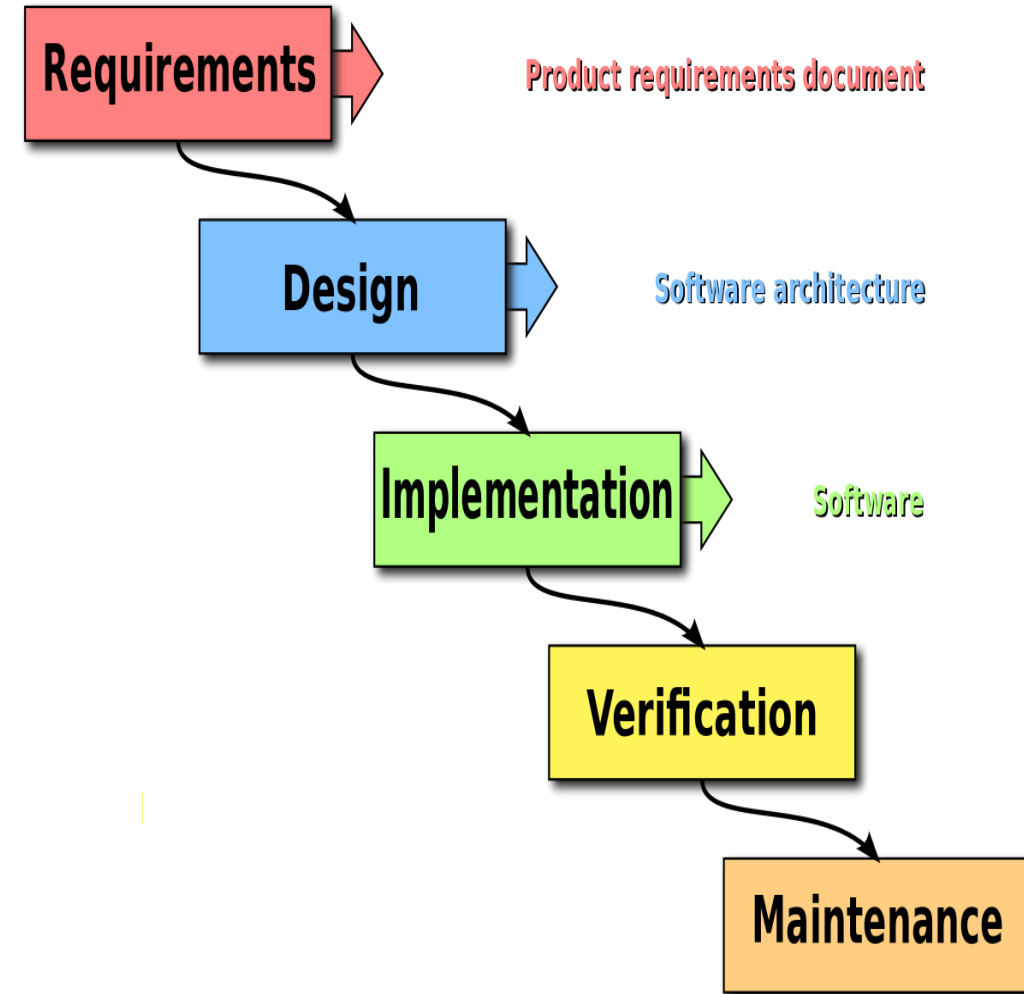 Requirements
Product requirements document
Design
Software architecture
Implementation
Software
Verification
Maintenance